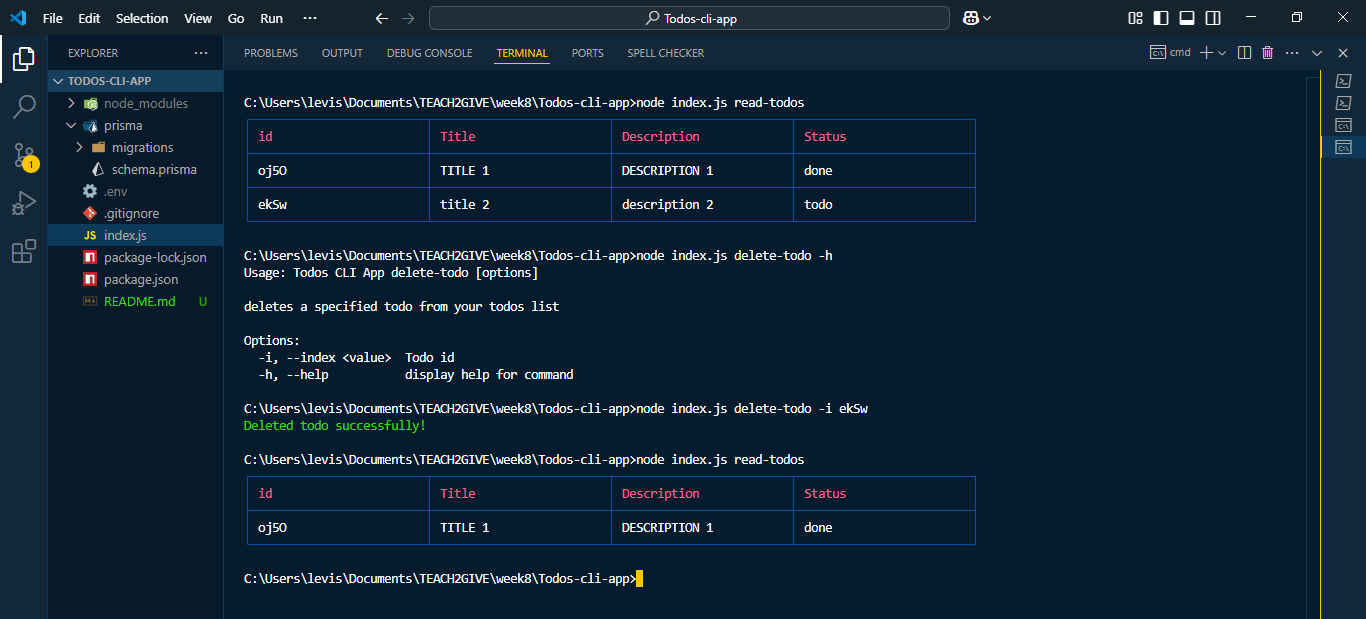 File Edit Selection View Go Run ··· Todos-cli-app
EXPLORER ···
TODOS-CLI-APP
node_modules
prisma
migrations
schema.prisma
.env
.gitignore
JS index.js
package-lock.json
package.json
README.md U
1
PROBLEMS OUTPUT DEBUG CONSOLE TERMINAL PORTS SPELL CHECKER cmd ···
C:\Users\levis\Documents\TEACH2GIVE\week8\Todos-cli-app>node index.js read-todos
id Title Description Status
oj5O TITLE 1 DESCRIPTION 1 done
ekSw title 2 description 2 todo
C:\Users\levis\Documents\TEACH2GIVE\week8\Todos-cli-app>node index.js delete-todo -h
Usage: Todos CLI App delete-todo [options]
deletes a specified todo from your todos list
Options:
-i, --index <value> Todo id
-h, --help display help for command
C:\Users\levis\Documents\TEACH2GIVE\week8\Todos-cli-app>node index.js delete-todo -i ekSw
Deleted todo successfully!
C:\Users\levis\Documents\TEACH2GIVE\week8\Todos-cli-app>node index.js read-todos
id Title Description Status
oj5O TITLE 1 DESCRIPTION 1 done
C:\Users\levis\Documents\TEACH2GIVE\week8\Todos-cli-app>